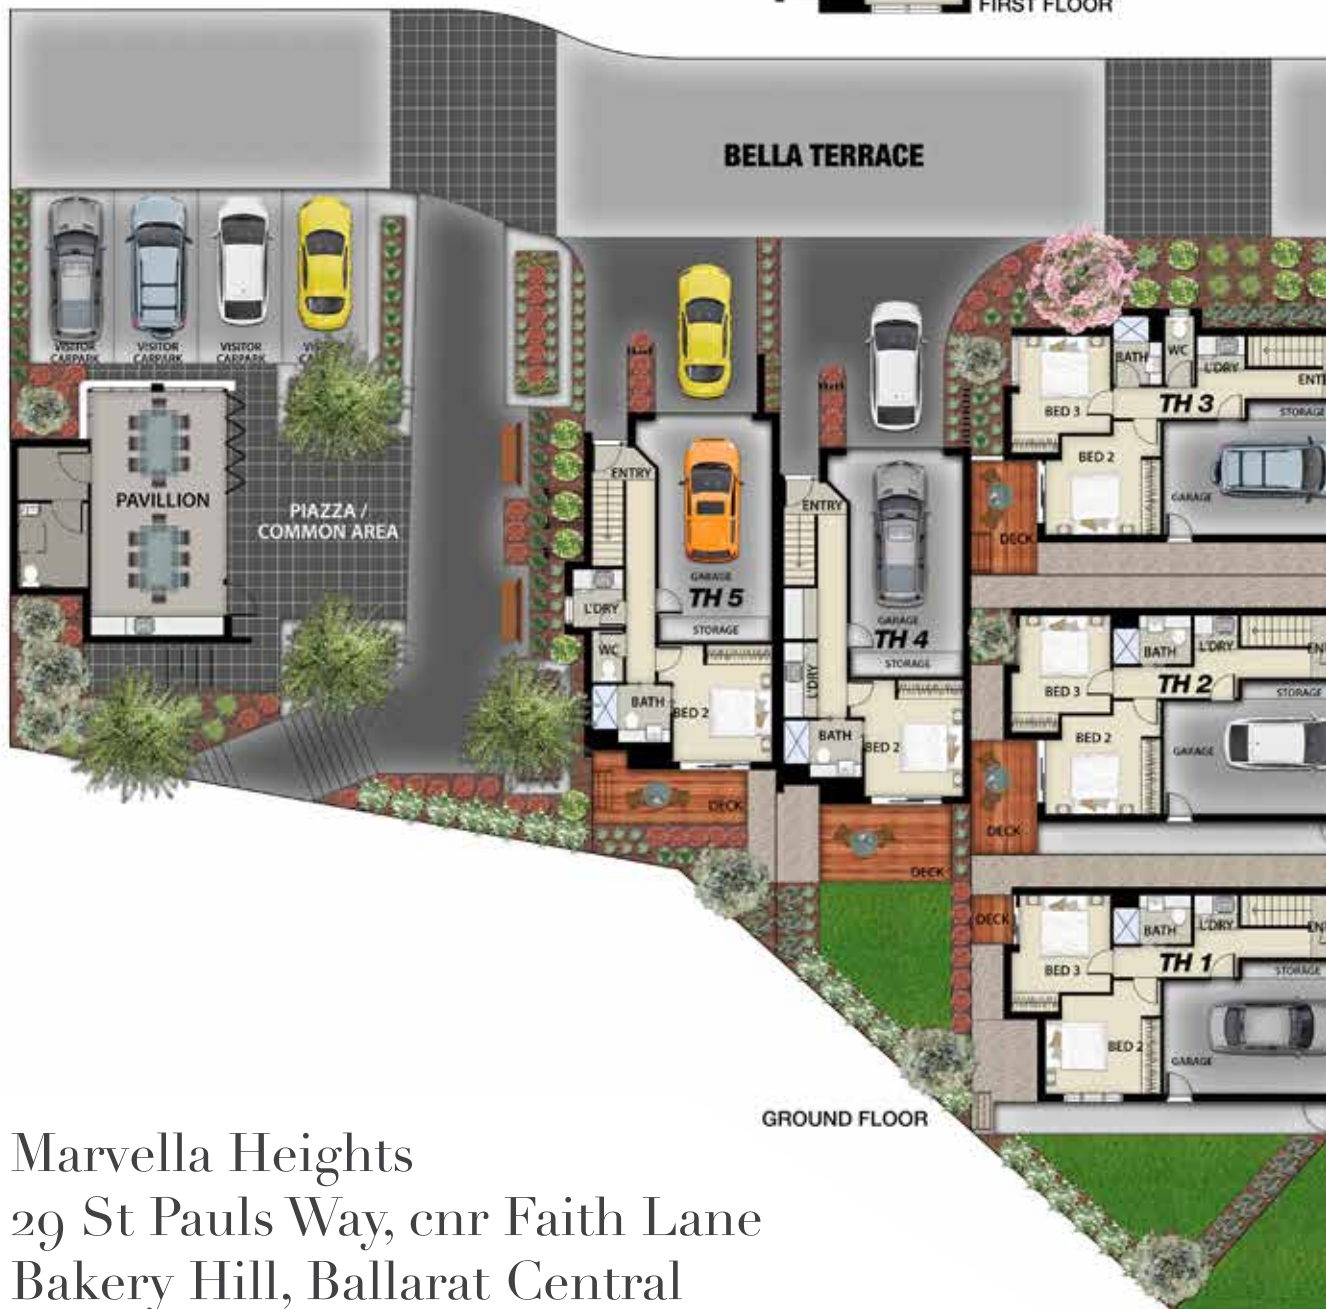 FIRST FLOOR
BELLA TERRACE
VISITOR
CARPARK
VISITOR
CARPARK
VISITOR
CARPARK
PAVILLION
PIAZZA /
COMMON AREA
ENTRY
GARAGE
TH 5
STORAGE
L'DRY
WC
BATH
BED 2
DECK
ENTRY
GARAGE
TH 4
STORAGE
L'DRY
BATH
BED 2
DECK
BATH
WC
L'DRY
BED 3
TH 3
STORAGE
BED 2
GARAGE
DECK
BATH
L'DRY
BED 3
TH 2
STORAGE
BED 2
GARAGE
DECK
DECK
BATH
L'DRY
BED 3
TH 1
STORAGE
BED 2
GARAGE
GROUND FLOOR
Marvella Heights
29 St Pauls Way, cnr Faith Lane
Bakery Hill, Ballarat Central